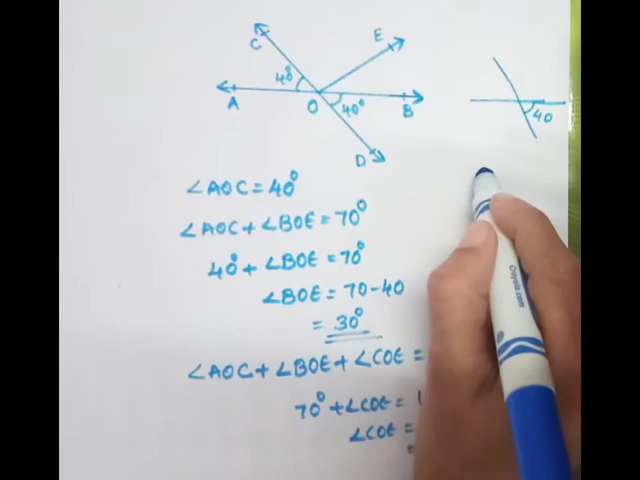 C
E
40°
A
O
40°
B
D
40
∠AOC = 40°
∠AOC + ∠BOE = 70°
40° + ∠BOE = 70°
∠BOE = 70 - 40
= 30°
∠AOC + ∠BOE + ∠COE =
70° + ∠COE =
∠COE =
=
Crayola.com